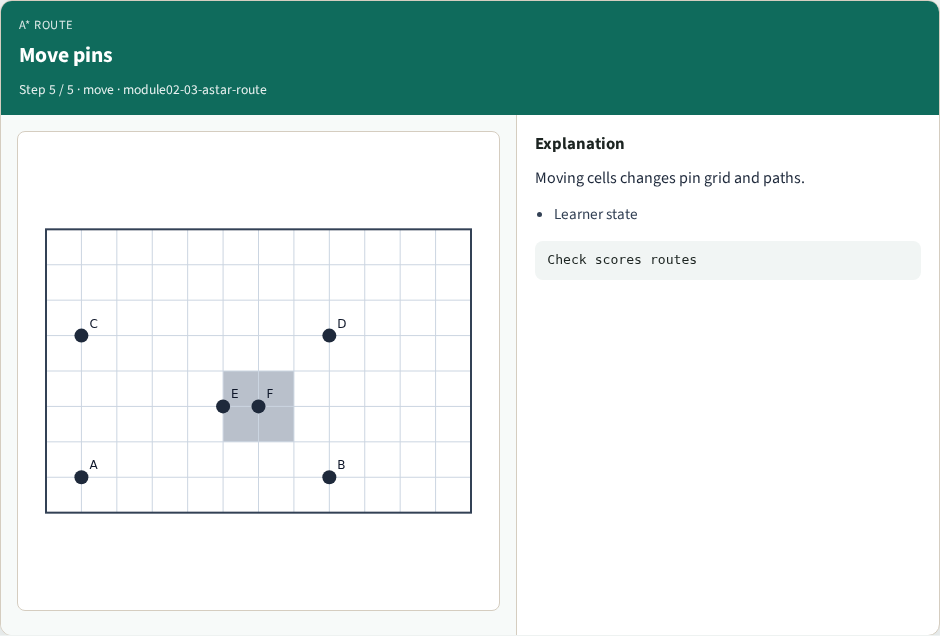 A* ROUTE
Move pins
Step 5 / 5 · move · module02-03-astar-route
C
D
E
F
A
B
Explanation
Moving cells changes pin grid and paths.
• Learner state
Check scores routes